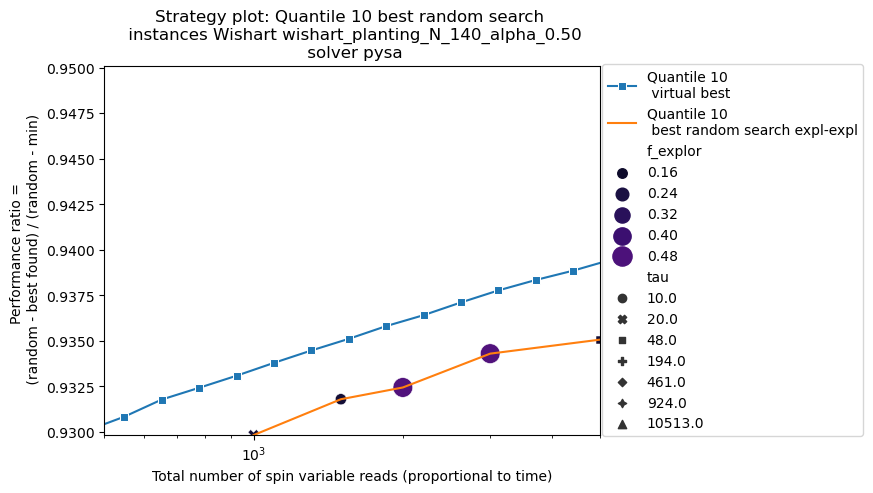 Strategy plot: Quantile 10 best random search
instances Wishart wishart_planting_N_140_alpha_0.50
solver pysa
0.9500
0.9475
0.9450
0.9425
0.9400
0.9375
0.9350
0.9325
0.9300
Performance ratio =
(random - best found) / (random - min)
10³
Total number of spin variable reads (proportional to time)
Quantile 10
virtual best
Quantile 10
best random search expl-expl
f_explor
0.16
0.24
0.32
0.40
0.48
tau
10.0
20.0
48.0
194.0
461.0
924.0
10513.0